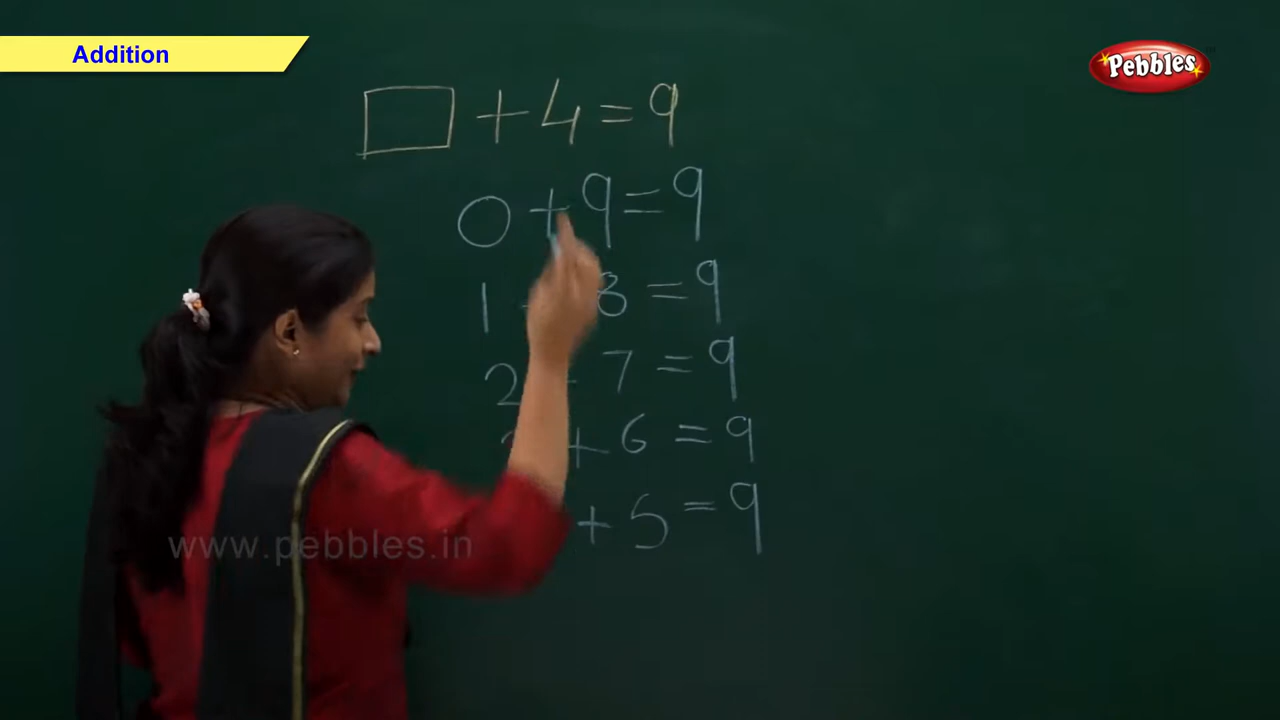 Addition
Pebbles
+ 4 = 9
0 + 9 = 9
1 8 = 9
2 7 = 9
+ 6 = 9
+ 5 = 9
www.pebbles.in